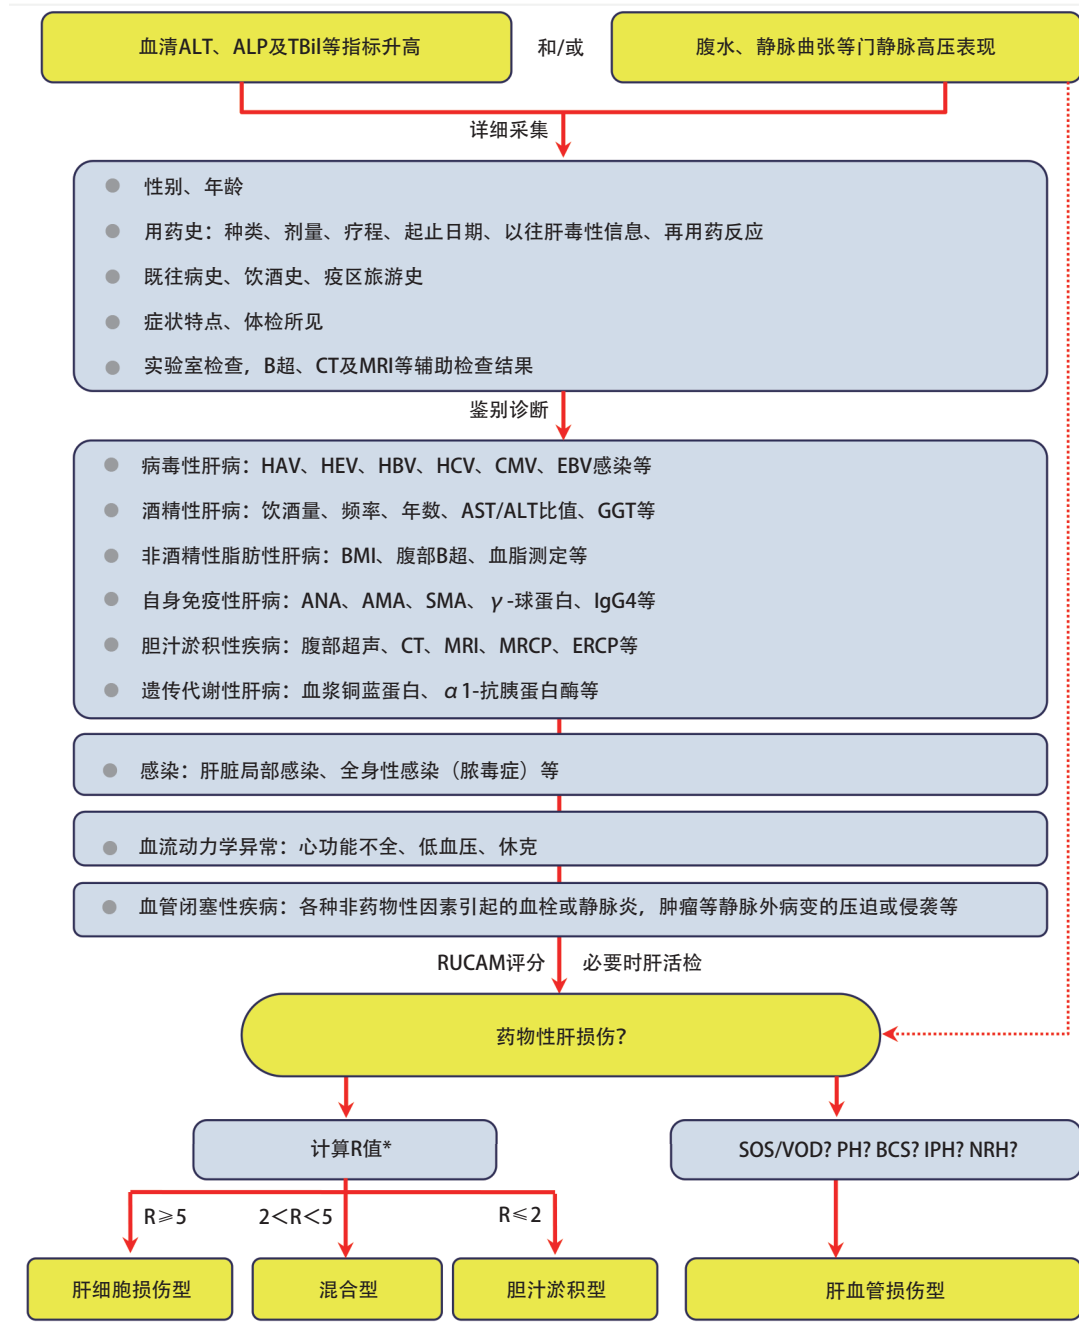 血清ALT、ALP及TBil等指标升高
和/或
腹水、静脉曲张等门静脉高压表现
详细采集
性别、年龄
用药史：种类、剂量、疗程、起止日期、以往肝毒性信息、再用药反应
既往病史、饮酒史、疫区旅游史
症状特点、体检所见
实验室检查，B超、CT及MRI等辅助检查结果
鉴别诊断
病毒性肝病：HAV、HEV、HBV、HCV、CMV、EBV感染等
酒精性肝病：饮酒量、频率、年数、AST/ALT比值、GGT等
非酒精性脂肪性肝病：BMI、腹部B超、血脂测定等
自身免疫性肝病：ANA、AMA、SMA、γ-球蛋白、IgG4等
胆汁淤积性疾病：腹部超声、CT、MRI、MRCP、ERCP等
遗传代谢性肝病：血浆铜蓝蛋白、α1-抗胰蛋白酶等
感染：肝脏局部感染、全身性感染（脓毒症）等
血流动力学异常：心功能不全、低血压、休克
血管闭塞性疾病：各种非药物性因素引起的血栓或静脉炎，肿瘤等静脉外病变的压迫或侵袭等
RUCAM评分
必要时肝活检
药物性肝损伤？
计算R值*
SOS/VOD? PH? BCS? IPH? NRH?
R≥5
2＜R＜5
R≤2
肝细胞损伤型
混合型
胆汁淤积型
肝血管损伤型